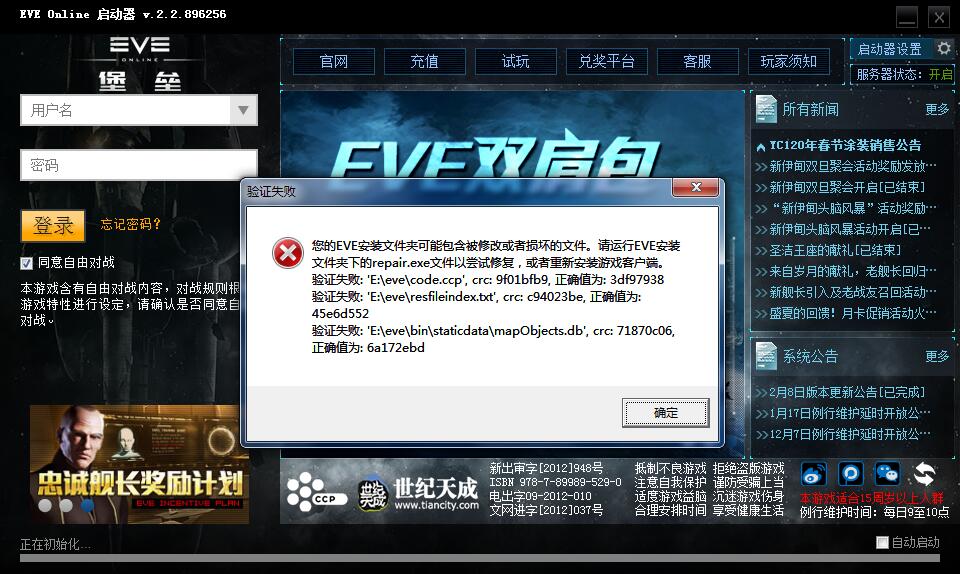 EVE Online 启动器 v.2.2.896256
EVE
ONLINE
堡 垒
用户名
密码
登录 忘记密码?
同意自由对战
本游戏含有自由对战内容，对战规则根
游戏特性进行设定，请确认是否同意自
对战。
官网 充值 试玩 兑奖平台 客服 玩家须知
启动器设置
服务器状态：开启
EVE双肩包
所有新闻 更多
YC120年春节涂装销售公告
>>新伊甸双旦聚会活动奖励发放…
>>新伊甸双旦聚会开启[已结束]
>>“新伊甸头脑风暴”活动奖励…
>>新伊甸头脑风暴活动开启[已…
>>圣洁王座的献礼[已结束]
>>来自岁月的献礼，老舰长回归…
>>新舰长引入及老战友召回活动…
>>盛夏的回馈！月卡促销活动火…
系统公告 更多
>>2月8日版本更新公告[已完成]
>>1月17日例行维护延时开放公…
>>12月7日例行维护延时开放公…
验证失败
您的EVE安装文件夹可能包含被修改或者损坏的文件。请运行EVE安装
文件夹下的repair.exe文件以尝试修复，或者重新安装游戏客户端。
验证失败: 'E:\eve\code.ccp', crc: 9f01bfb9, 正确值为: 3df97938
验证失败: 'E:\eve\resfileindex.txt', crc: c94023be, 正确值为:
45e6d552
验证失败: 'E:\eve\bin\staticdata\mapObjects.db', crc: 71870c06,
正确值为: 6a172ebd
确定
忠诚舰长奖励计划
EVE INCENTIVE PLAN
CCP
世纪天成
世纪天成
www.tiancity.com
新出审字[2012]948号
ISBN 978-7-89989-529-0
电出字09-2012-010
文网进字[2012]037号
抵制不良游戏 拒绝盗版游戏
注意自我保护 谨防受骗上当
适度游戏益脑 沉迷游戏伤身
合理安排时间 享受健康生活
本游戏适合15周岁以上人群
例行维护时间：每日9至10点
正在初始化...
自动启动